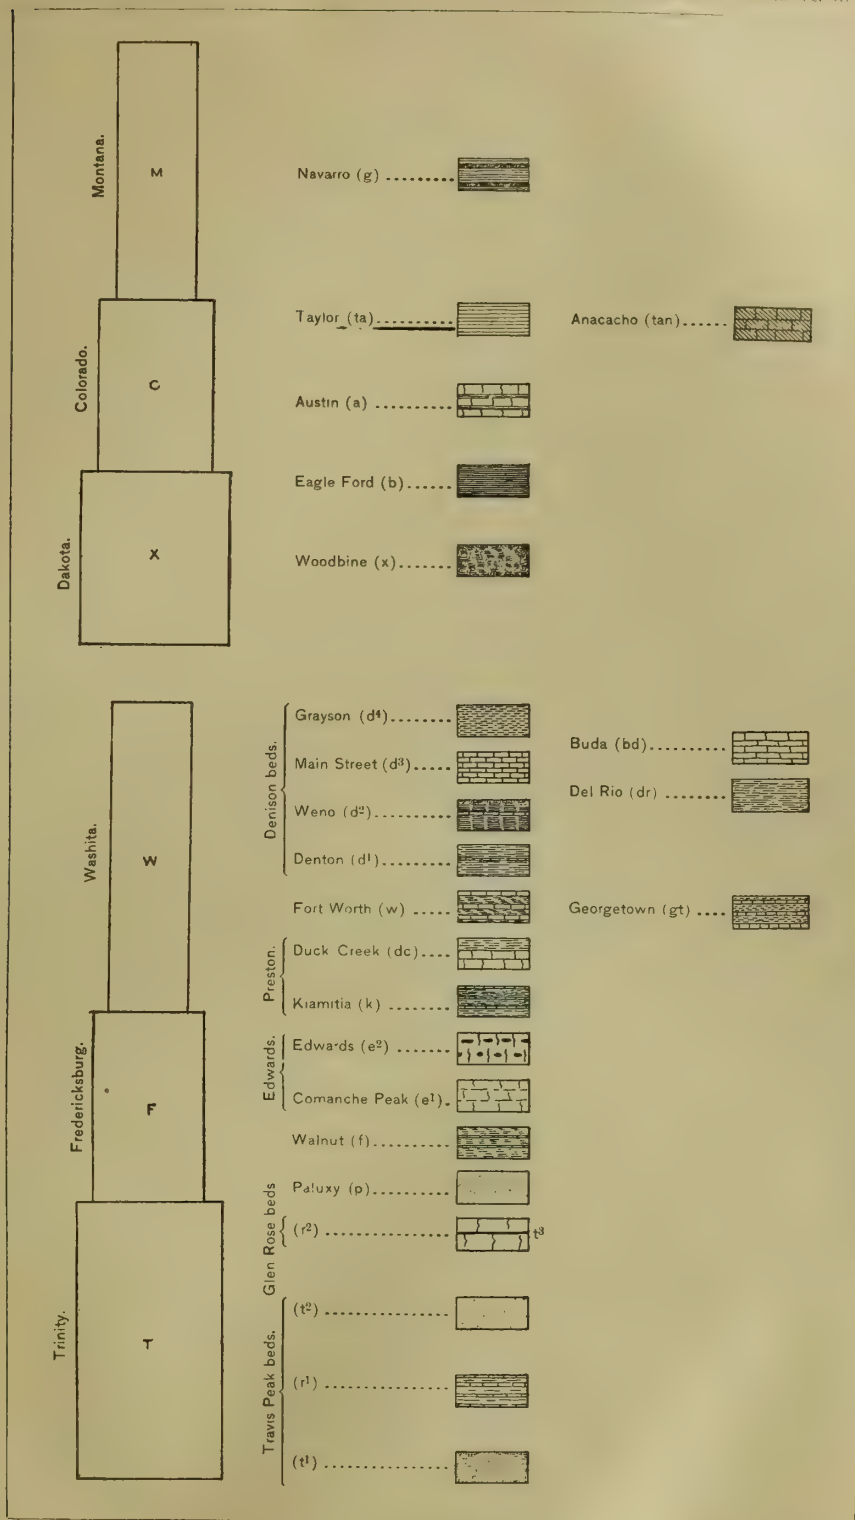 Montana.
M
Navarro (g)
Taylor (ta)
Anacacho (tan)
Colorado.
C
Austin (a)
Eagle Ford (b)
Dakota.
X
Woodbine (x)
Washita.
W
Denison beds.
Grayson (d⁴)
Main Street (d³)
Weno (d²)
Denton (d¹)
Buda (bd)
Del Rio (dr)
Fort Worth (w)
Georgetown (gt)
Preston.
Duck Creek (dc)
Kiamitia (k)
Fredericksburg.
F
Edwards.
Edwards (e²)
Comanche Peak (e¹)
Walnut (f)
Trinity.
T
Paluxy (p)
Glen Rose beds
(r²)
t³
Travis Peak beds.
(t²)
(r¹)
(t¹)